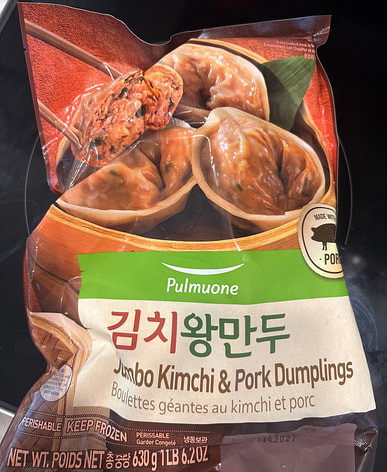 MADE WITH
PORK
Pulmuone
김치왕만두
Jumbo Kimchi & Pork Dumplings
Boulettes géantes au kimchi et porc
PERISHABLE KEEP FROZEN PÉRISSABLE Garder Congelé 냉동보관
NET WT. POIDS NET 총 중량 630 g 1 LB 6.2 OZ
14.2027